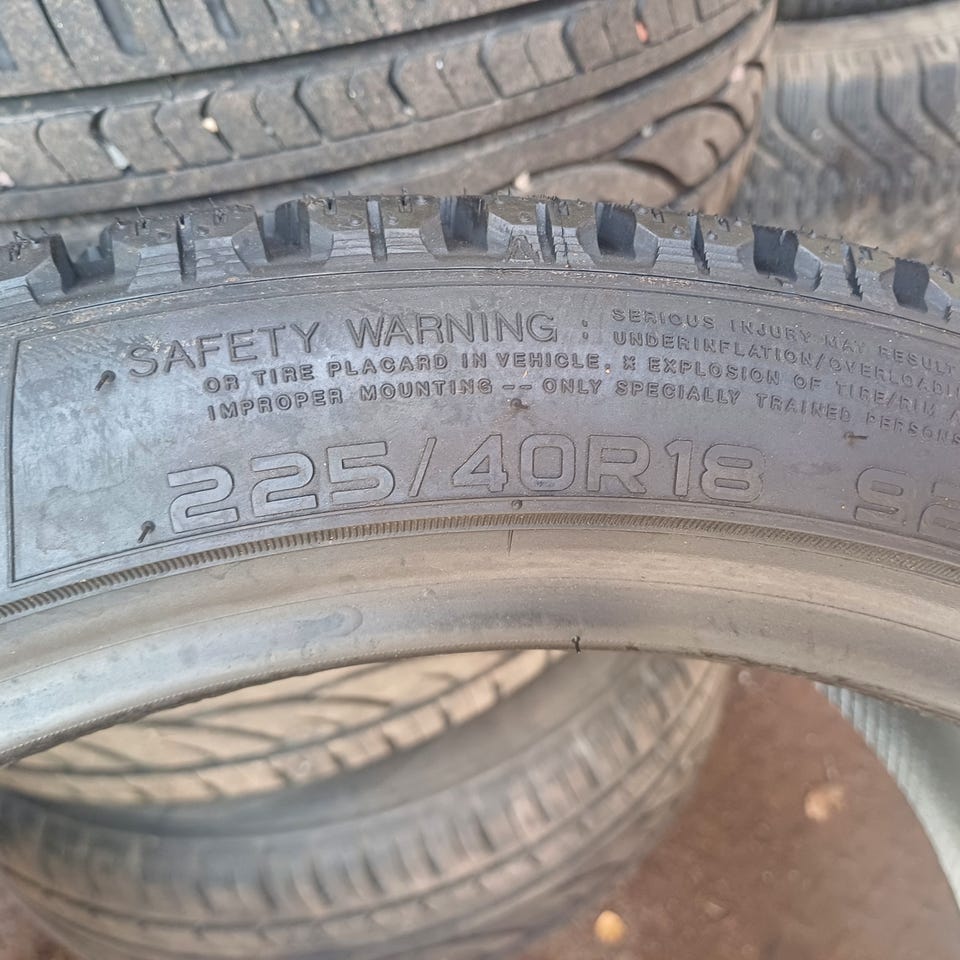 SAFETY WARNING : SERIOUS INJURY MAY RESULT
UNDERINFLATION/OVERLOADI
OR TIRE PLACARD IN VEHICLE. X EXPLOSION OF TIRE/RIM A
IMPROPER MOUNTING -- ONLY SPECIALLY TRAINED PERSONS
225/40R18 92